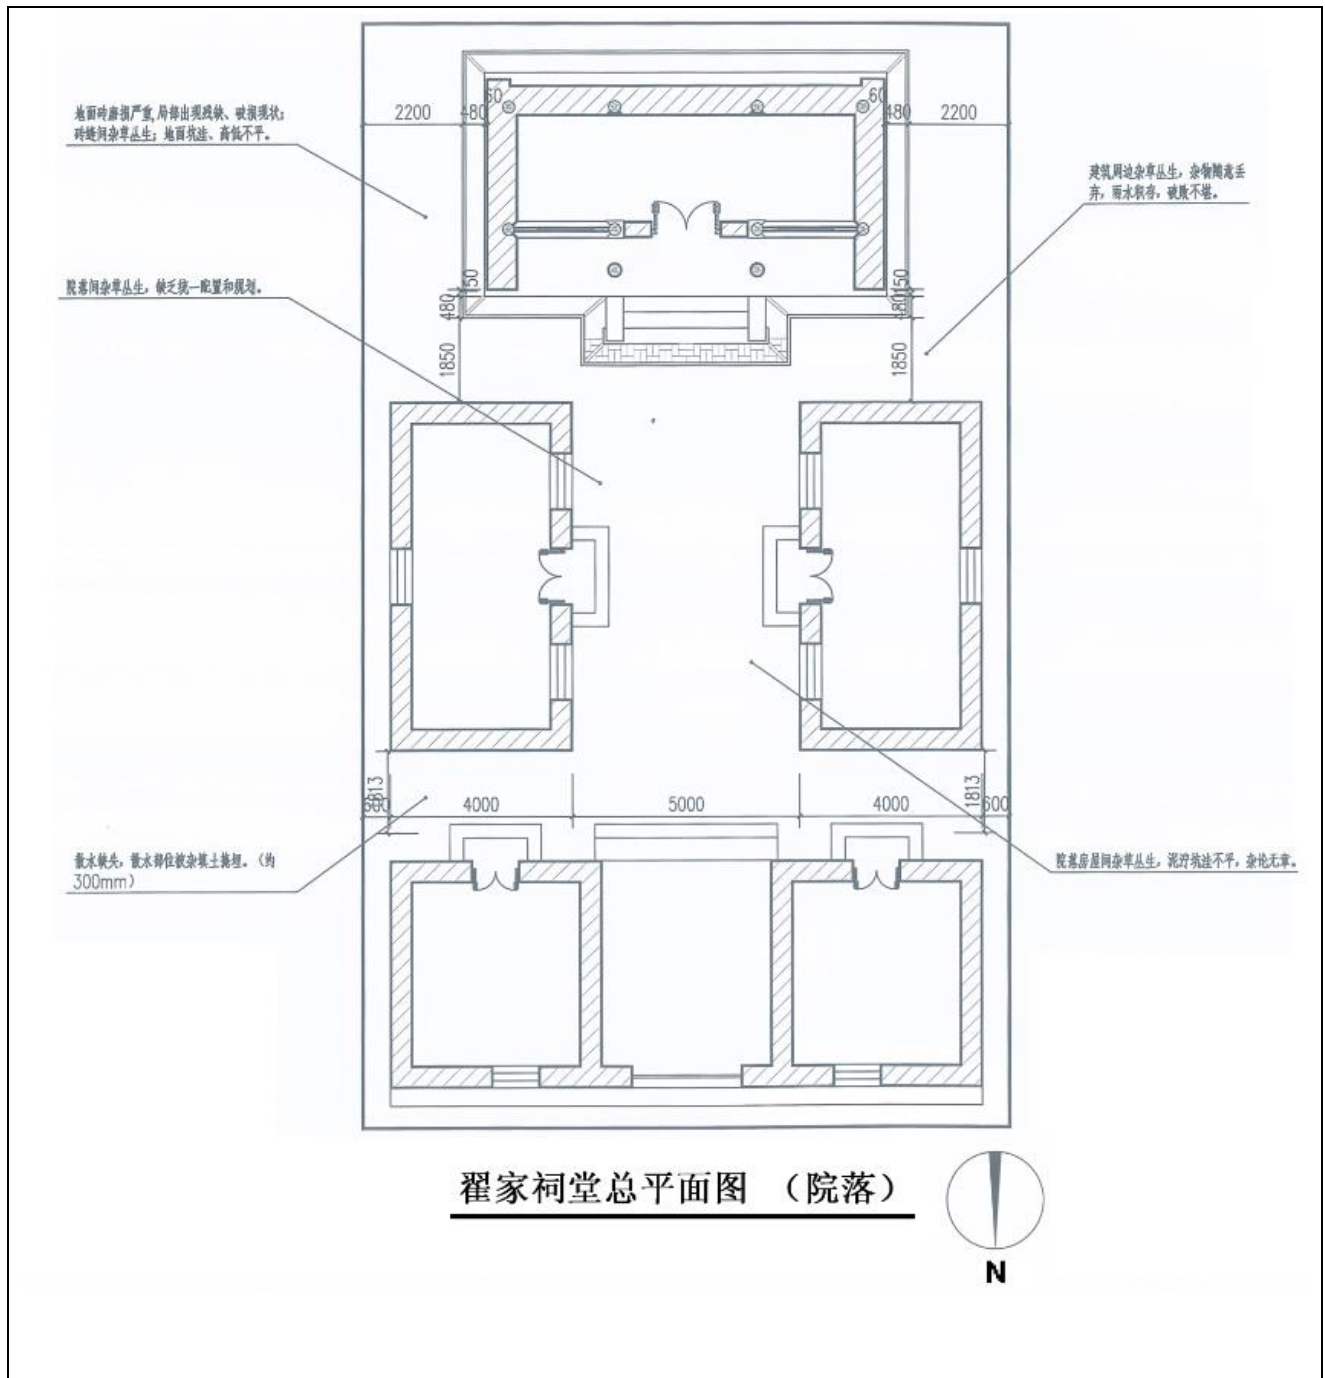 60
60
2200
480
480
2200
地面砖磨损严重,局部出现残缺、破损现状;
砖缝间杂草丛生;地面坑洼、高低不平。
建筑周边杂草丛生,杂物随意丢
弃,雨水积存,破败不堪。
院落间杂草丛生,缺乏统一配置和规划。
150
480
150
480
1850
1850
1813
600
4000
5000
4000
1813
600
散水缺失,散水部位被杂填土掩埋。(约
300mm)
院落房屋间杂草丛生,泥泞坑洼不平,杂论无章。
翟家祠堂总平面图 (院落)
N